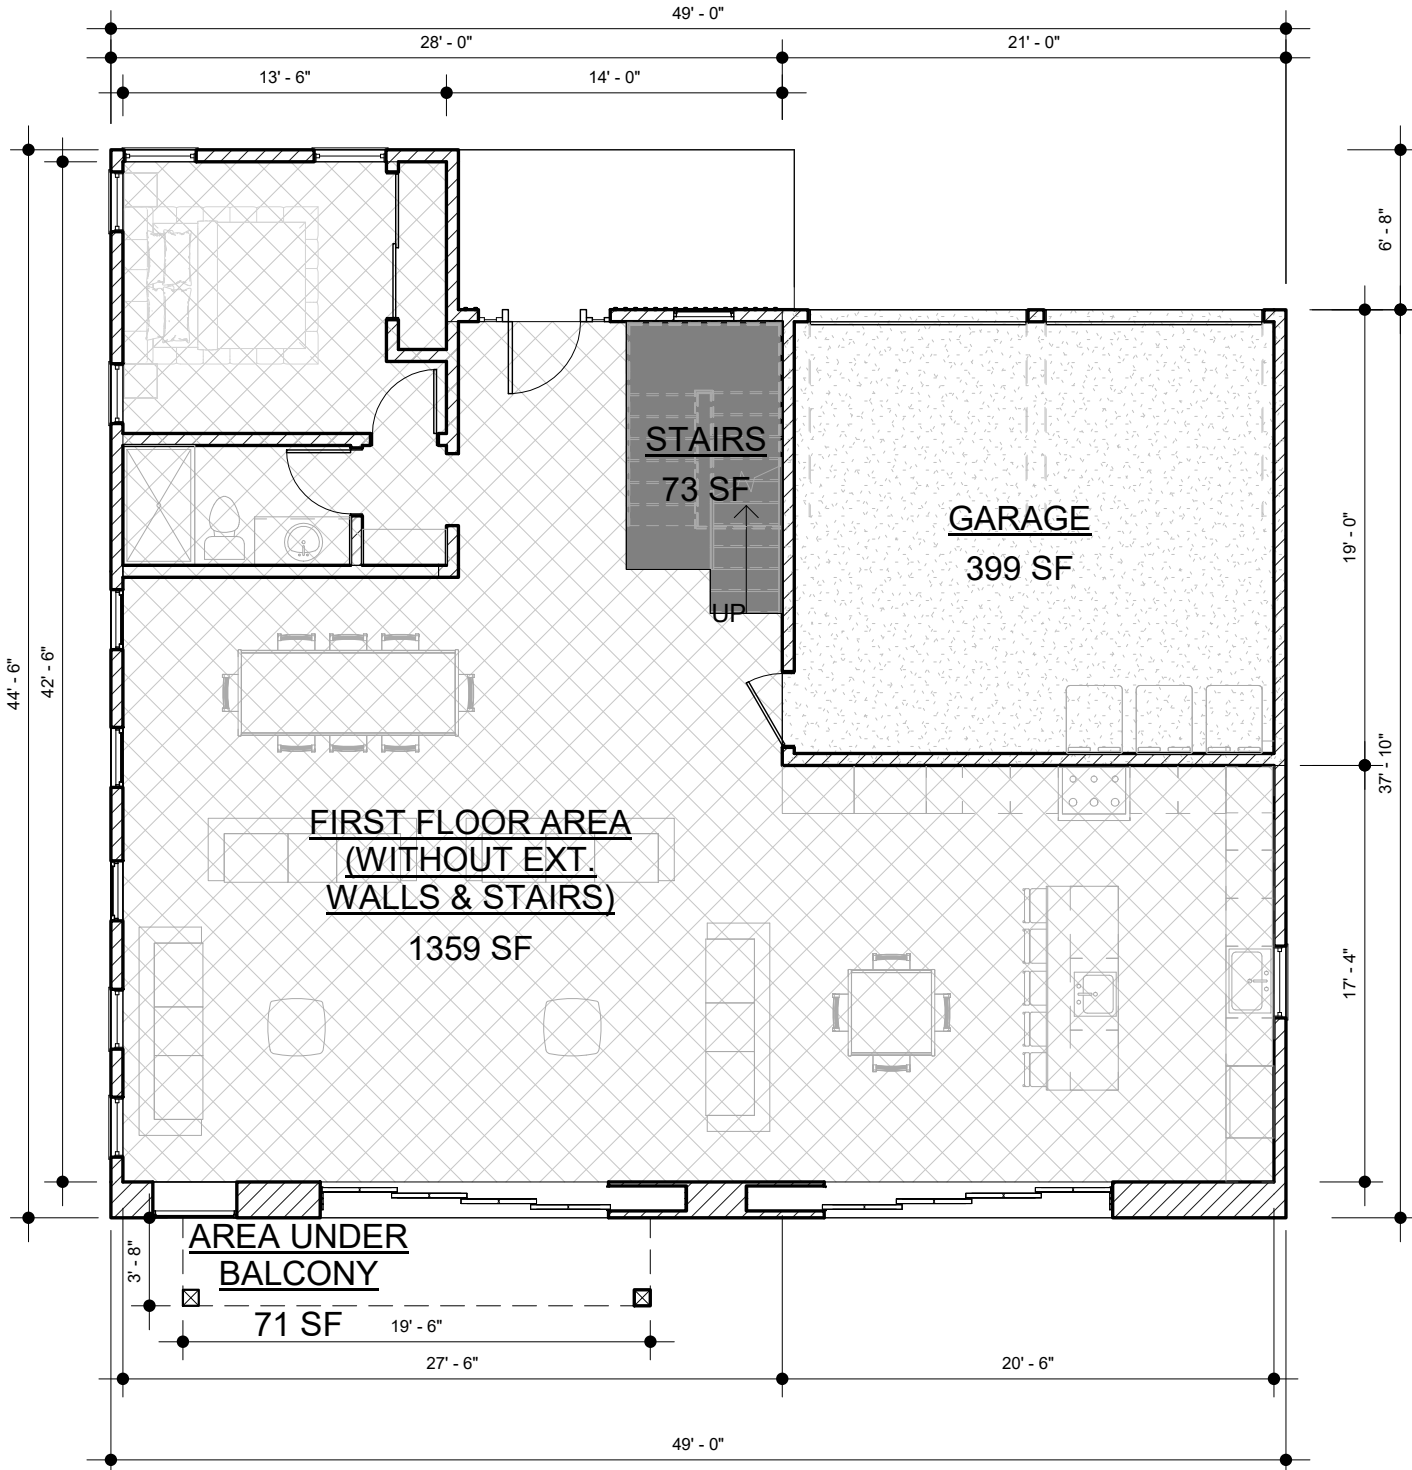 49' - 0"
28' - 0"
21' - 0"
13' - 6"
14' - 0"
6' - 8"
STAIRS
73 SF
GARAGE
399 SF
19' - 0"
UP
44' - 6"
42' - 6"
37' - 10"
FIRST FLOOR AREA
(WITHOUT EXT.
WALLS & STAIRS)
1359 SF
17' - 4"
AREA UNDER
BALCONY
71 SF
3' - 8"
19' - 6"
27' - 6"
20' - 6"
49' - 0"